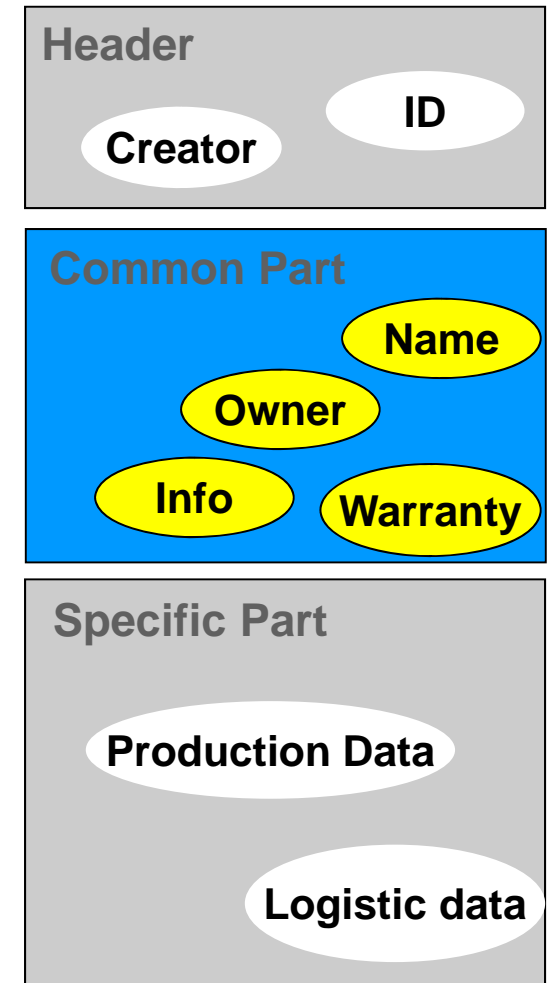 Header
ID
Creator
Common Part
Name
Owner
Info
Warranty
Specific Part
Production Data
Logistic data